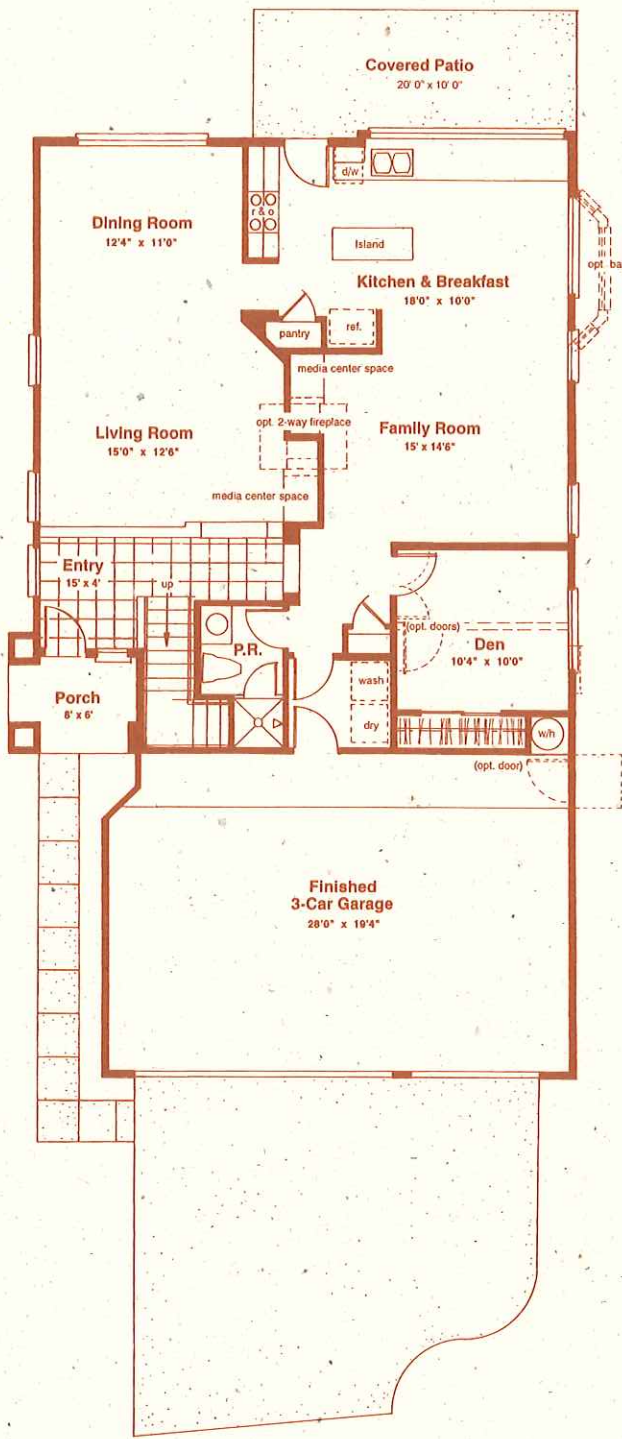 Covered Patio
20' 0" x 10' 0"
d/w
Dining Room
12'4" x 11'0"
r & o
Island
opt. ba
Kitchen & Breakfast
18'0" x 10'0"
pantry
ref.
media center space
opt. 2-way fireplace
Living Room
15'0" x 12'6"
Family Room
15' x 14'6"
media center space
Entry
15' x 4'
up
P.R.
(opt. doors)
Den
10'4" x 10'0"
Porch
8' x 6'
wash
dry
w/h
(opt. door)
Finished
3-Car Garage
28'0" x 19'4"